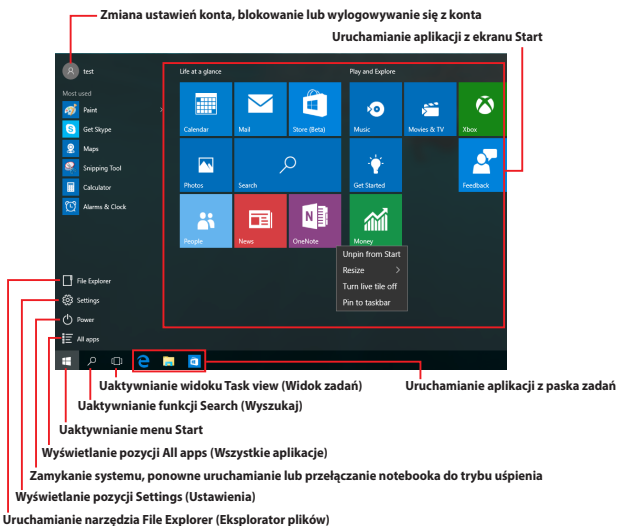 Zmiana ustawień konta, blokowanie lub wylogowywanie się z konta
Uruchamianie aplikacji z ekranu Start
test
Life at a glance
Play and Explore
Most used
Paint
Get Skype
Maps
Snipping Tool
Calculator
Alarms & Clock
Calendar
Mail
Store (Beta)
Music
Movies & TV
Xbox
Photos
Search
Get Started
Feedback
People
News
OneNote
Money
Unpin from Start
Resize
Turn live tile off
Pin to taskbar
File Explorer
Settings
Power
All apps
Uaktywnianie widoku Task view (Widok zadań)
Uruchamianie aplikacji z paska zadań
Uaktywnianie funkcji Search (Wyszukaj)
Uaktywnianie menu Start
Wyświetlanie pozycji All apps (Wszystkie aplikacje)
Zamykanie systemu, ponowne uruchamianie lub przełączanie notebooka do trybu uśpienia
Wyświetlanie pozycji Settings (Ustawienia)
Uruchamianie narzędzia File Explorer (Eksplorator plików)